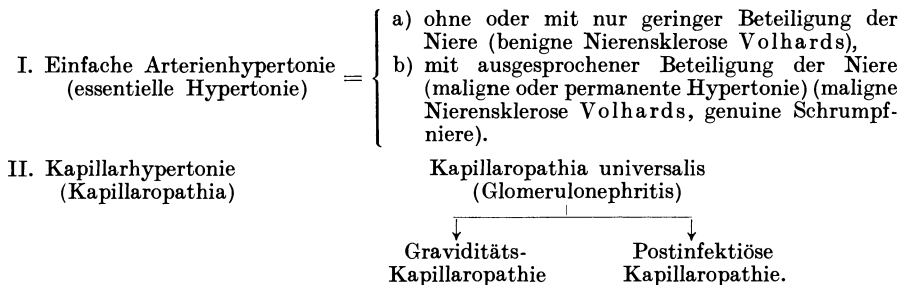 a) ohne oder mit nur geringer Beteiligung der
Niere (benigne Nierensklerose Volhards),
I. Einfache Arterienhypertonie =
(essentielle Hypertonie)
b) mit ausgesprochener Beteiligung der Niere
(maligne oder permanente Hypertonie) (maligne
Nierensklerose Volhards, genuine Schrumpf-
niere).
II. Kapillarhypertonie
(Kapillaropathia)
Kapillaropathia universalis
(Glomerulonephritis)
Graviditäts-
Kapillaropathie
Postinfektiöse
Kapillaropathie.